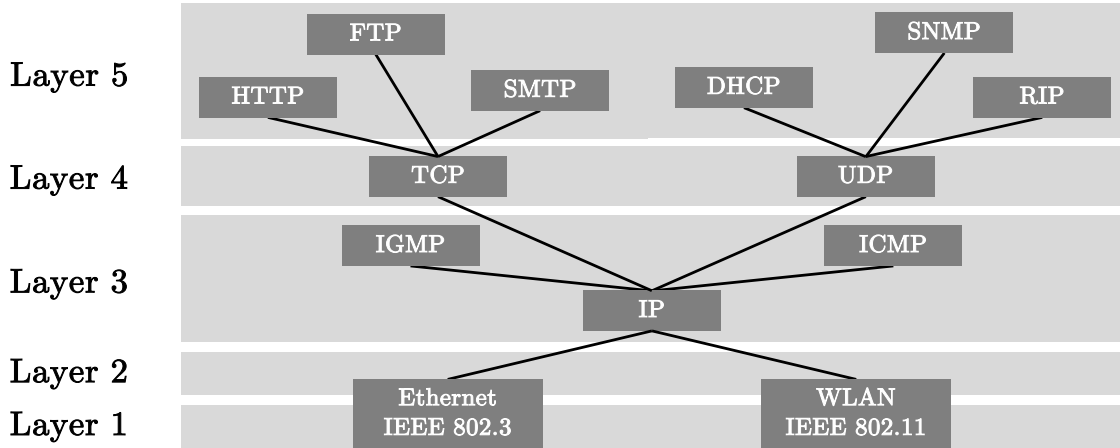 FTP
SNMP
Layer 5
HTTP
SMTP
DHCP
RIP
Layer 4
TCP
UDP
IGMP
ICMP
Layer 3
IP
Layer 2
Ethernet
IEEE 802.3
WLAN
IEEE 802.11
Layer 1